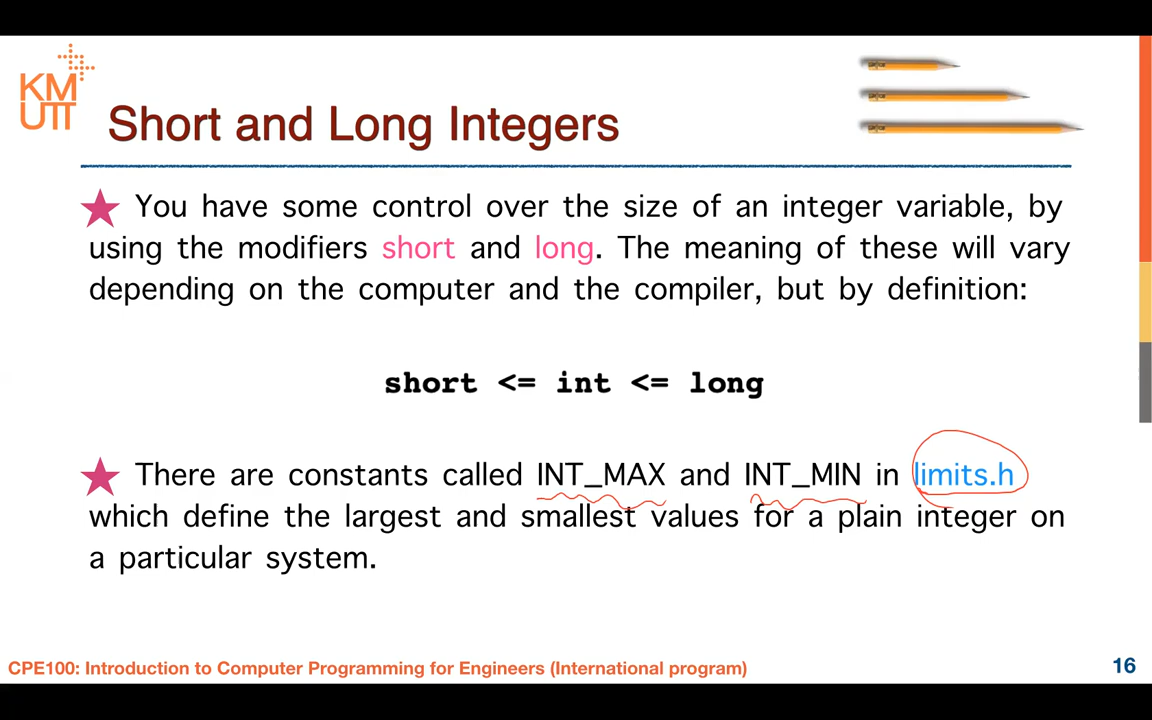 KM
UTT
Short and Long Integers
You have some control over the size of an integer variable, by
using the modifiers short and long. The meaning of these will vary
depending on the computer and the compiler, but by definition:
short <= int <= long
There are constants called INT_MAX and INT_MIN in limits.h
which define the largest and smallest values for a plain integer on
a particular system.
CPE100: Introduction to Computer Programming for Engineers (International program)
16